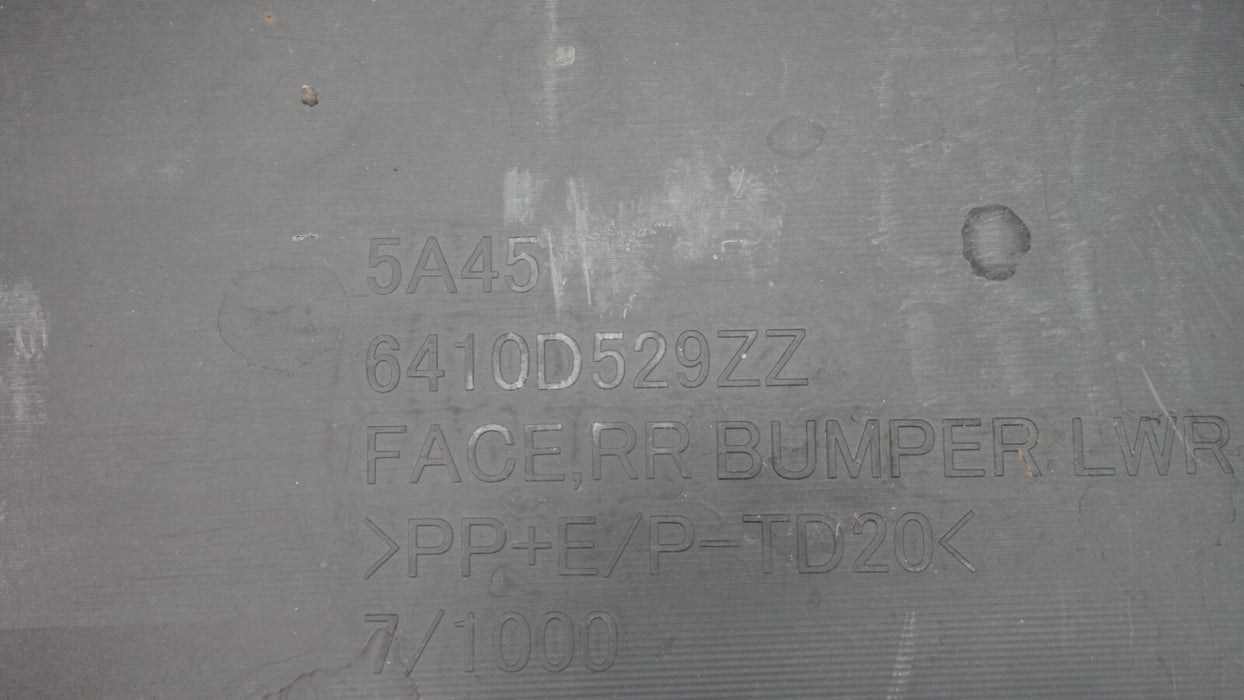 5A45
6410D529ZZ
FACE,RR BUMPER LWR
>PP+E/P-TD20<
7/1000